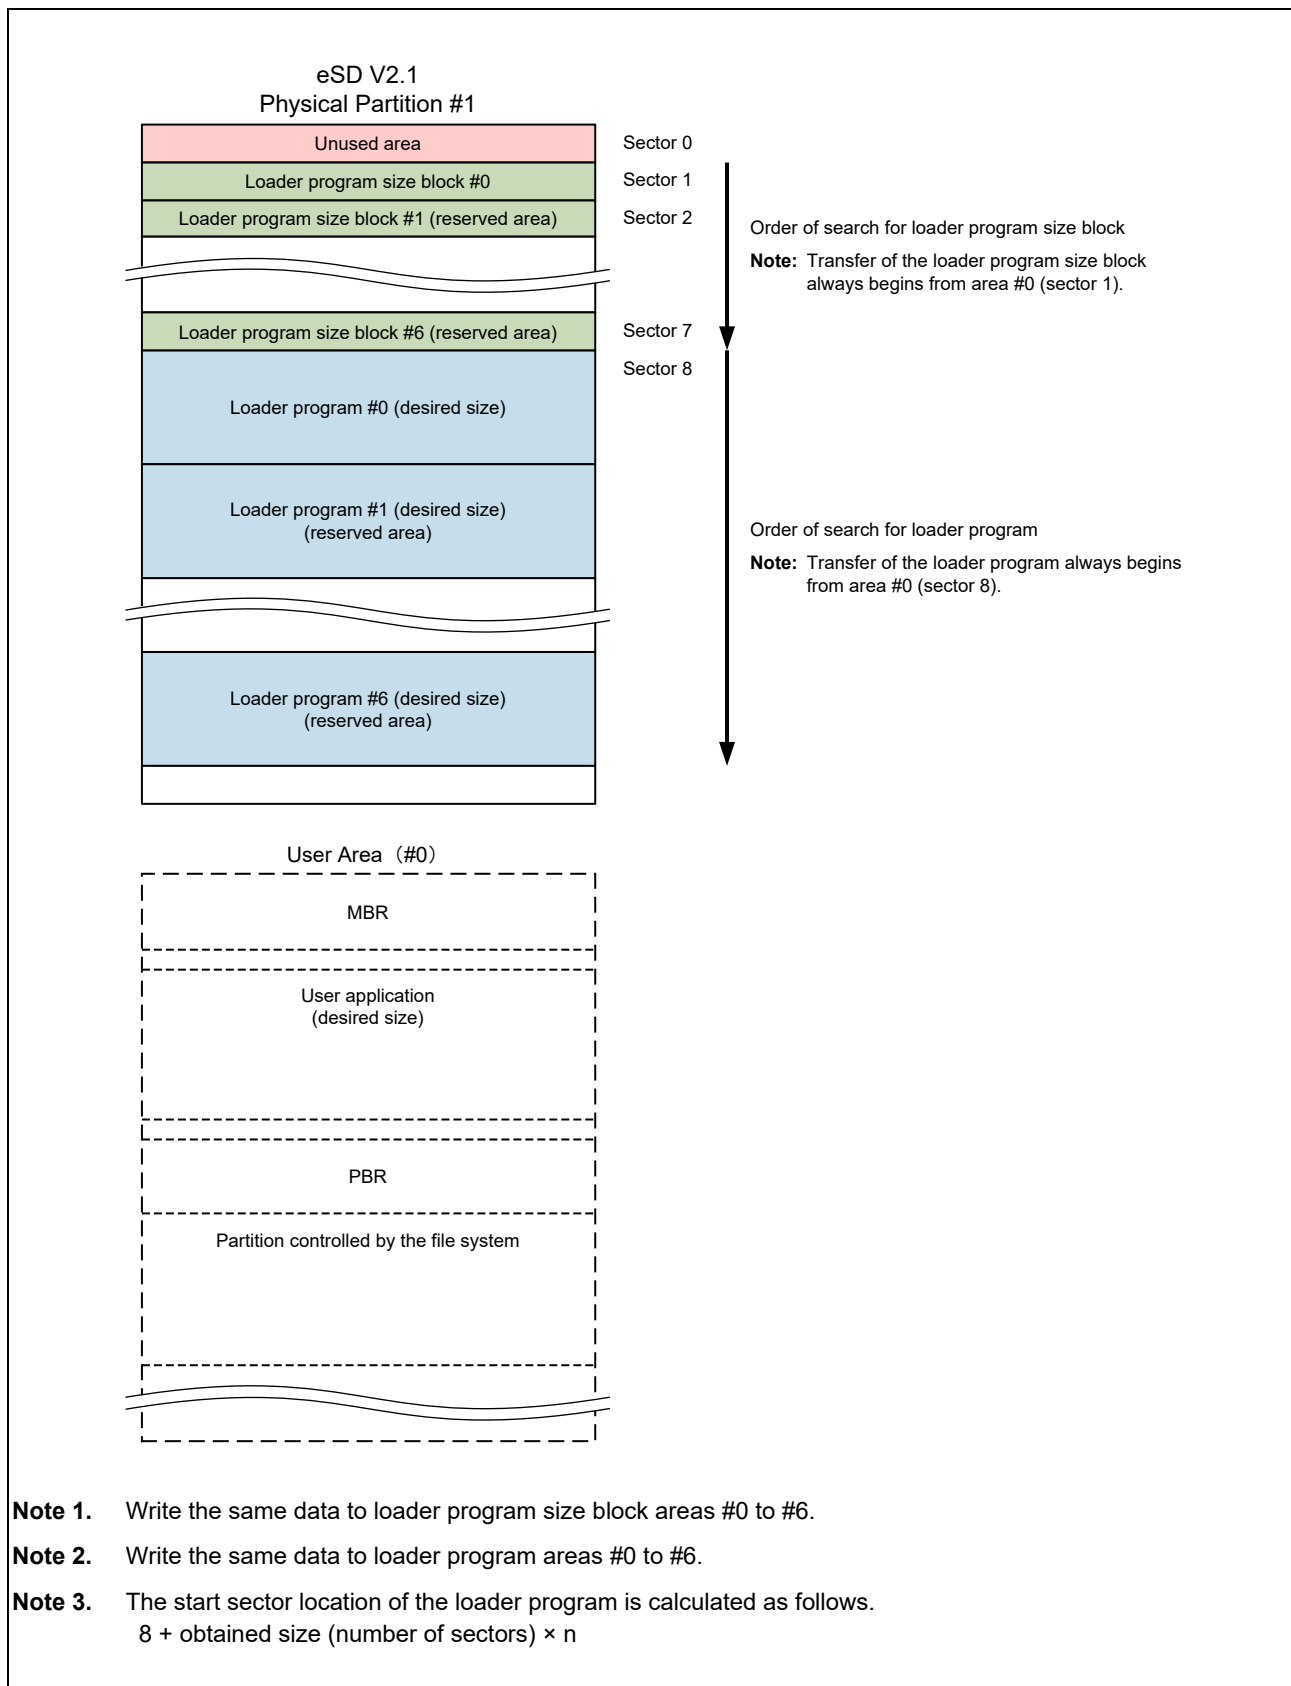 eSD V2.1
Physical Partition #1
Unused area
Sector 0
Loader program size block #0
Sector 1
Loader program size block #1 (reserved area)
Sector 2
Order of search for loader program size block
Note: Transfer of the loader program size block
always begins from area #0 (sector 1).
Loader program size block #6 (reserved area)
Sector 7
Sector 8
Loader program #0 (desired size)
Loader program #1 (desired size)
(reserved area)
Order of search for loader program
Note: Transfer of the loader program always begins
from area #0 (sector 8).
Loader program #6 (desired size)
(reserved area)
User Area（#0）
MBR
User application
(desired size)
PBR
Partition controlled by the file system
Note 1. Write the same data to loader program size block areas #0 to #6.
Note 2. Write the same data to loader program areas #0 to #6.
Note 3. The start sector location of the loader program is calculated as follows.
8 + obtained size (number of sectors) × n